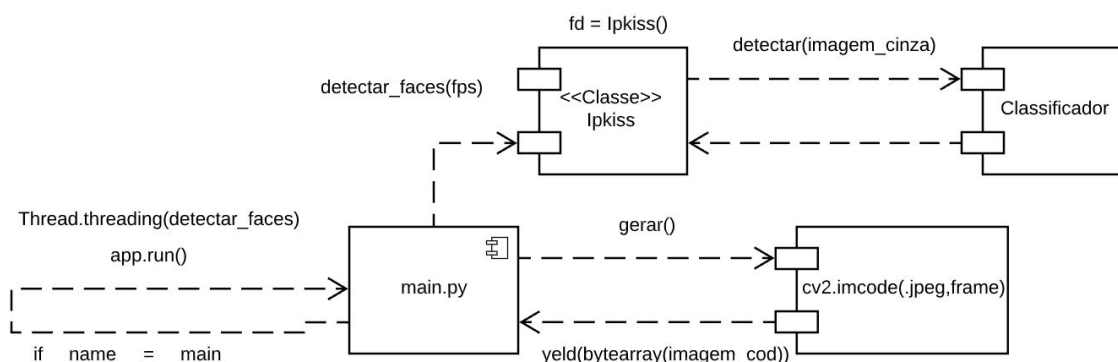 fd = Ipkiss()
detectar(imagem_cinza)
detectar_faces(fps)
<<Classe>>
Ipkiss
Classificador
Thread.threading(detectar_faces)
app.run()
gerar()
main.py
cv2.imcode(.jpeg,frame)
if name = main
yeld(bytearray(imagem cod))